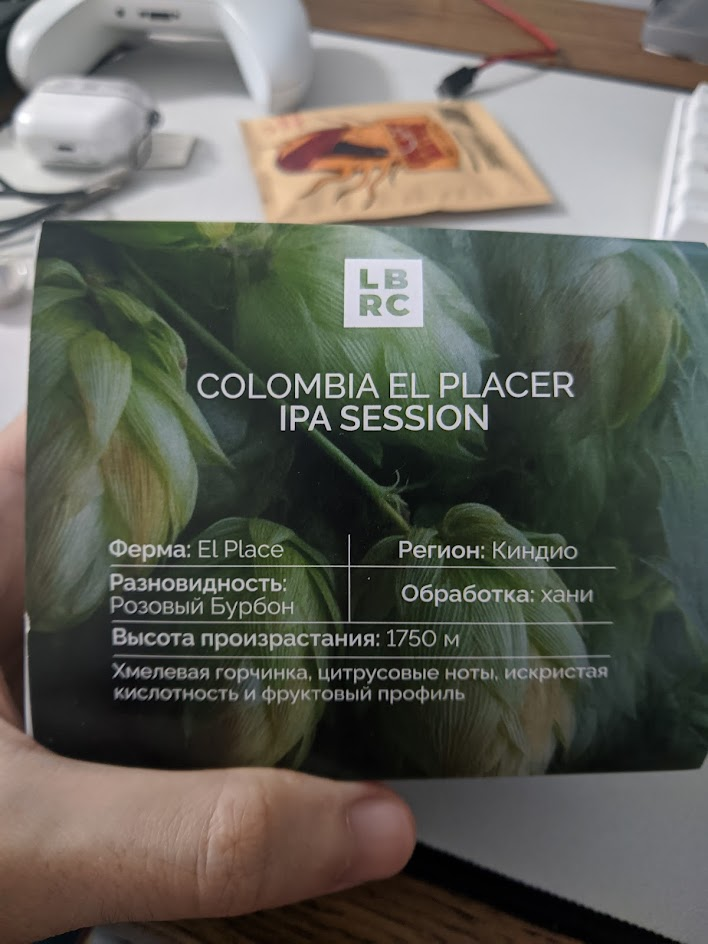 LB
RC
COLOMBIA EL PLACER
IPA SESSION
Ферма: El Place
Регион: Киндио
Разновидность:
Розовый Бурбон
Обработка: хани
Высота произрастания: 1750 м
Хмелевая горчинка, цитрусовые ноты, искристая
кислотность и фруктовый профиль